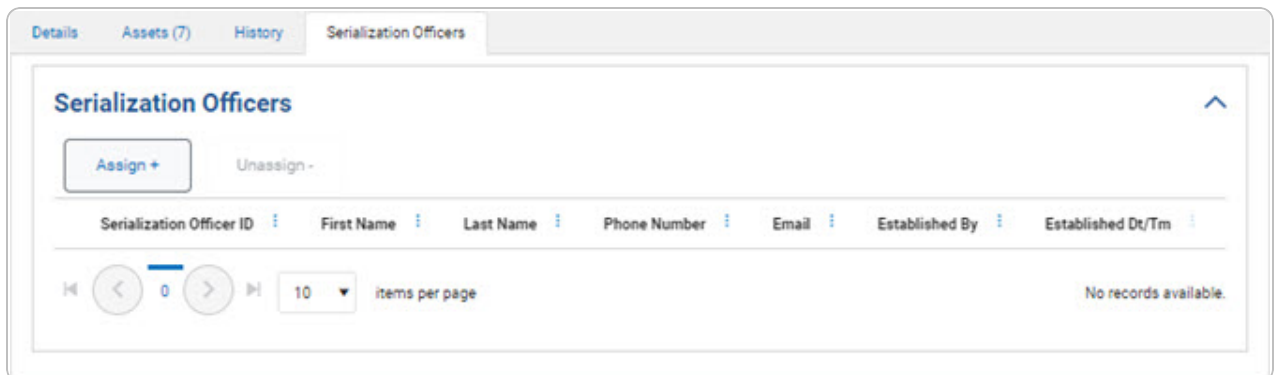 Details Assets (7) History Serialization Officers
Serialization Officers
Assign + Unassign -
Serialization Officer ID First Name Last Name Phone Number Email Established By Established Dt/Tm
0 10 items per page No records available.